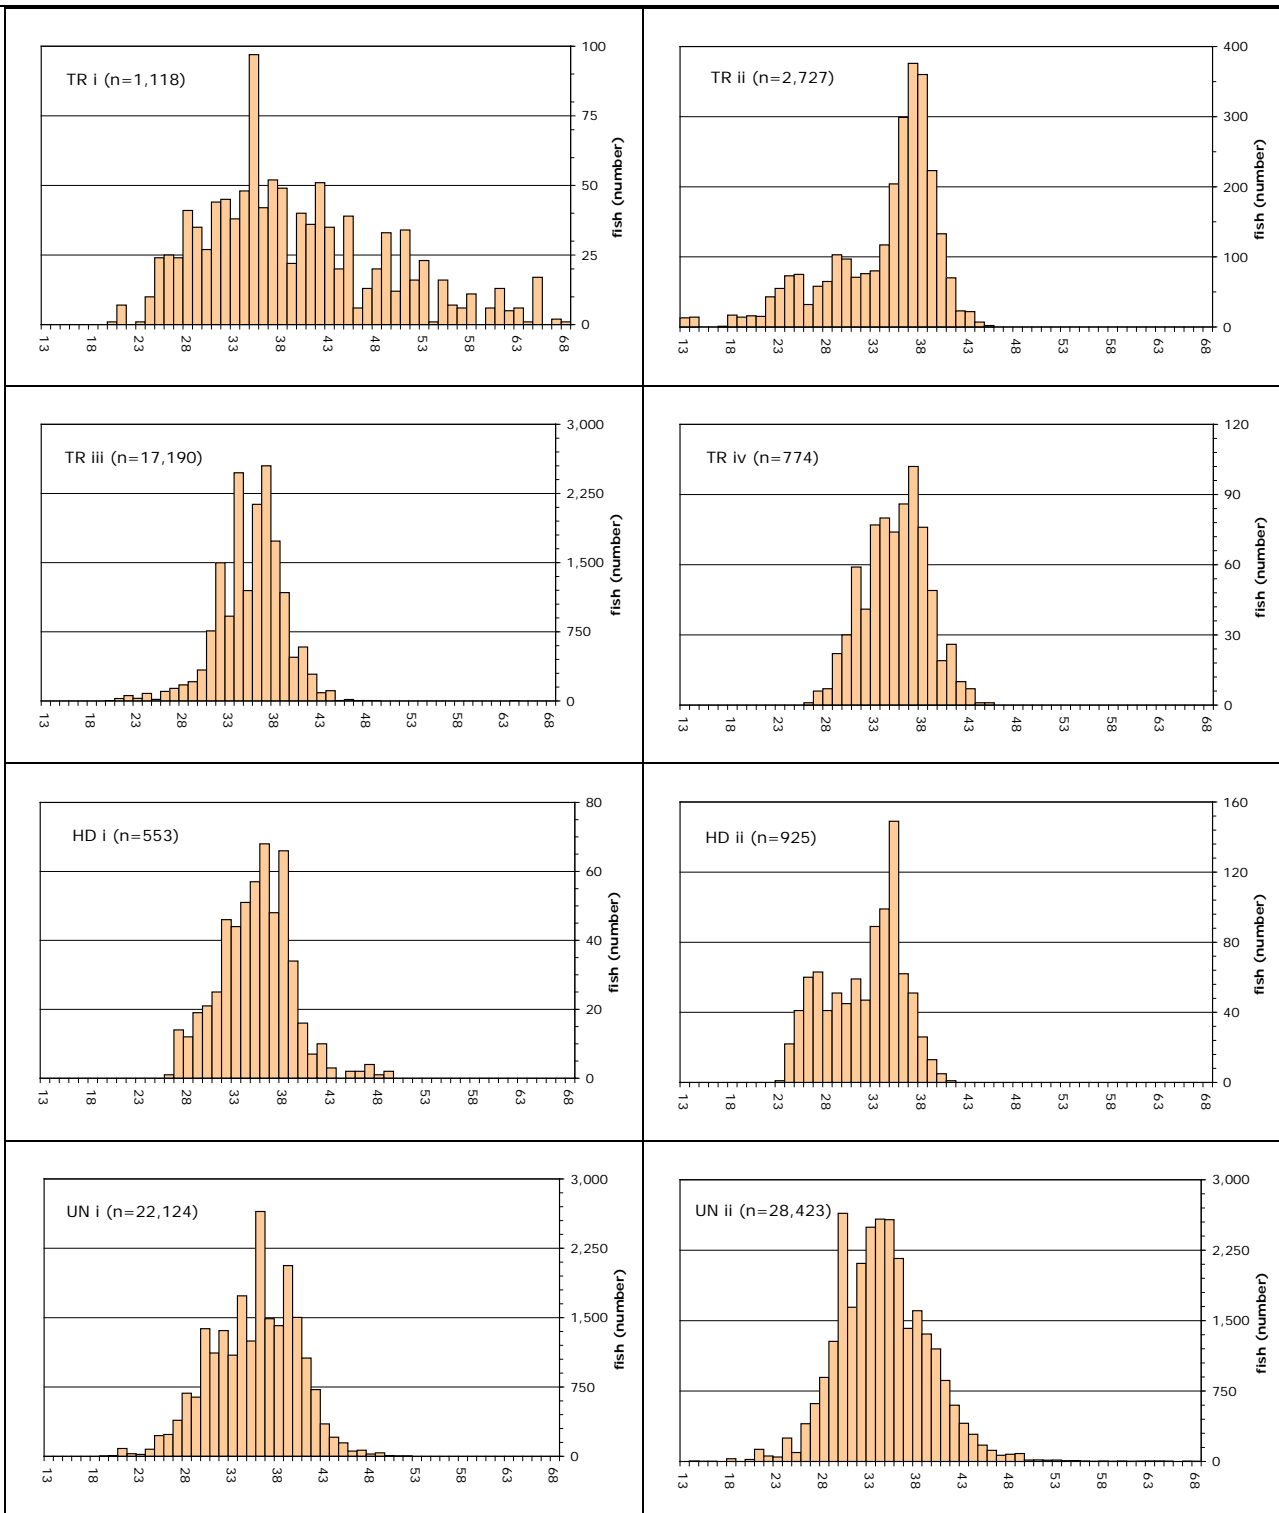 TR i (n=1,118)
100
75
50
25
0
fish (number)
13 18 23 28 33 38 43 48 53 58 63 68
TR ii (n=2,727)
400
300
200
100
0
fish (number)
13 18 23 28 33 38 43 48 53 58 63 68
TR iii (n=17,190)
3,000
2,250
1,500
750
0
fish (number)
13 18 23 28 33 38 43 48 53 58 63 68
TR iv (n=774)
120
90
60
30
0
fish (number)
13 18 23 28 33 38 43 48 53 58 63 68
HD i (n=553)
80
60
40
20
0
fish (number)
13 18 23 28 33 38 43 48 53 58 63 68
HD ii (n=925)
160
120
80
40
0
fish (number)
13 18 23 28 33 38 43 48 53 58 63 68
UN i (n=22,124)
3,000
2,250
1,500
750
0
fish (number)
13 18 23 28 33 38 43 48 53 58 63 68
UN ii (n=28,423)
3,000
2,250
1,500
750
0
fish (number)
13 18 23 28 33 38 43 48 53 58 63 68